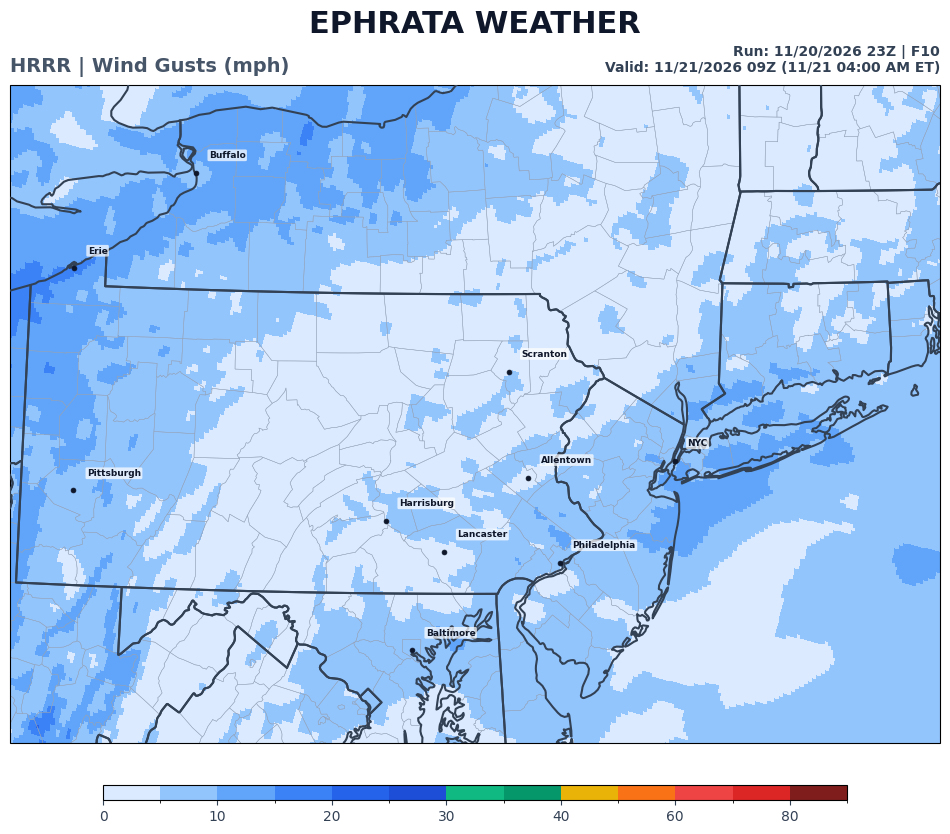 EPHRATA WEATHER
HRRR | Wind Gusts (mph)
Run: 11/20/2026 23Z | F10
Valid: 11/21/2026 09Z (11/21 04:00 AM ET)
Buffalo
Erie
Scranton
NYC
Allentown
Pittsburgh
Harrisburg
Lancaster
Philadelphia
Baltimore
0 10 20 30 40 60 80